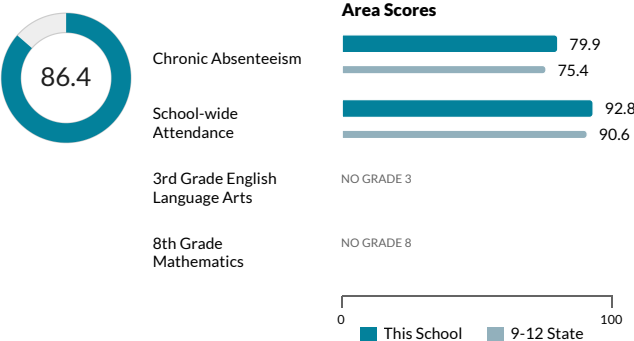 Area Scores
86.4
Chronic Absenteeism
79.9
75.4
School-wide
Attendance
92.8
90.6
3rd Grade English
Language Arts
NO GRADE 3
8th Grade
Mathematics
NO GRADE 8
0
100
This School
9-12 State